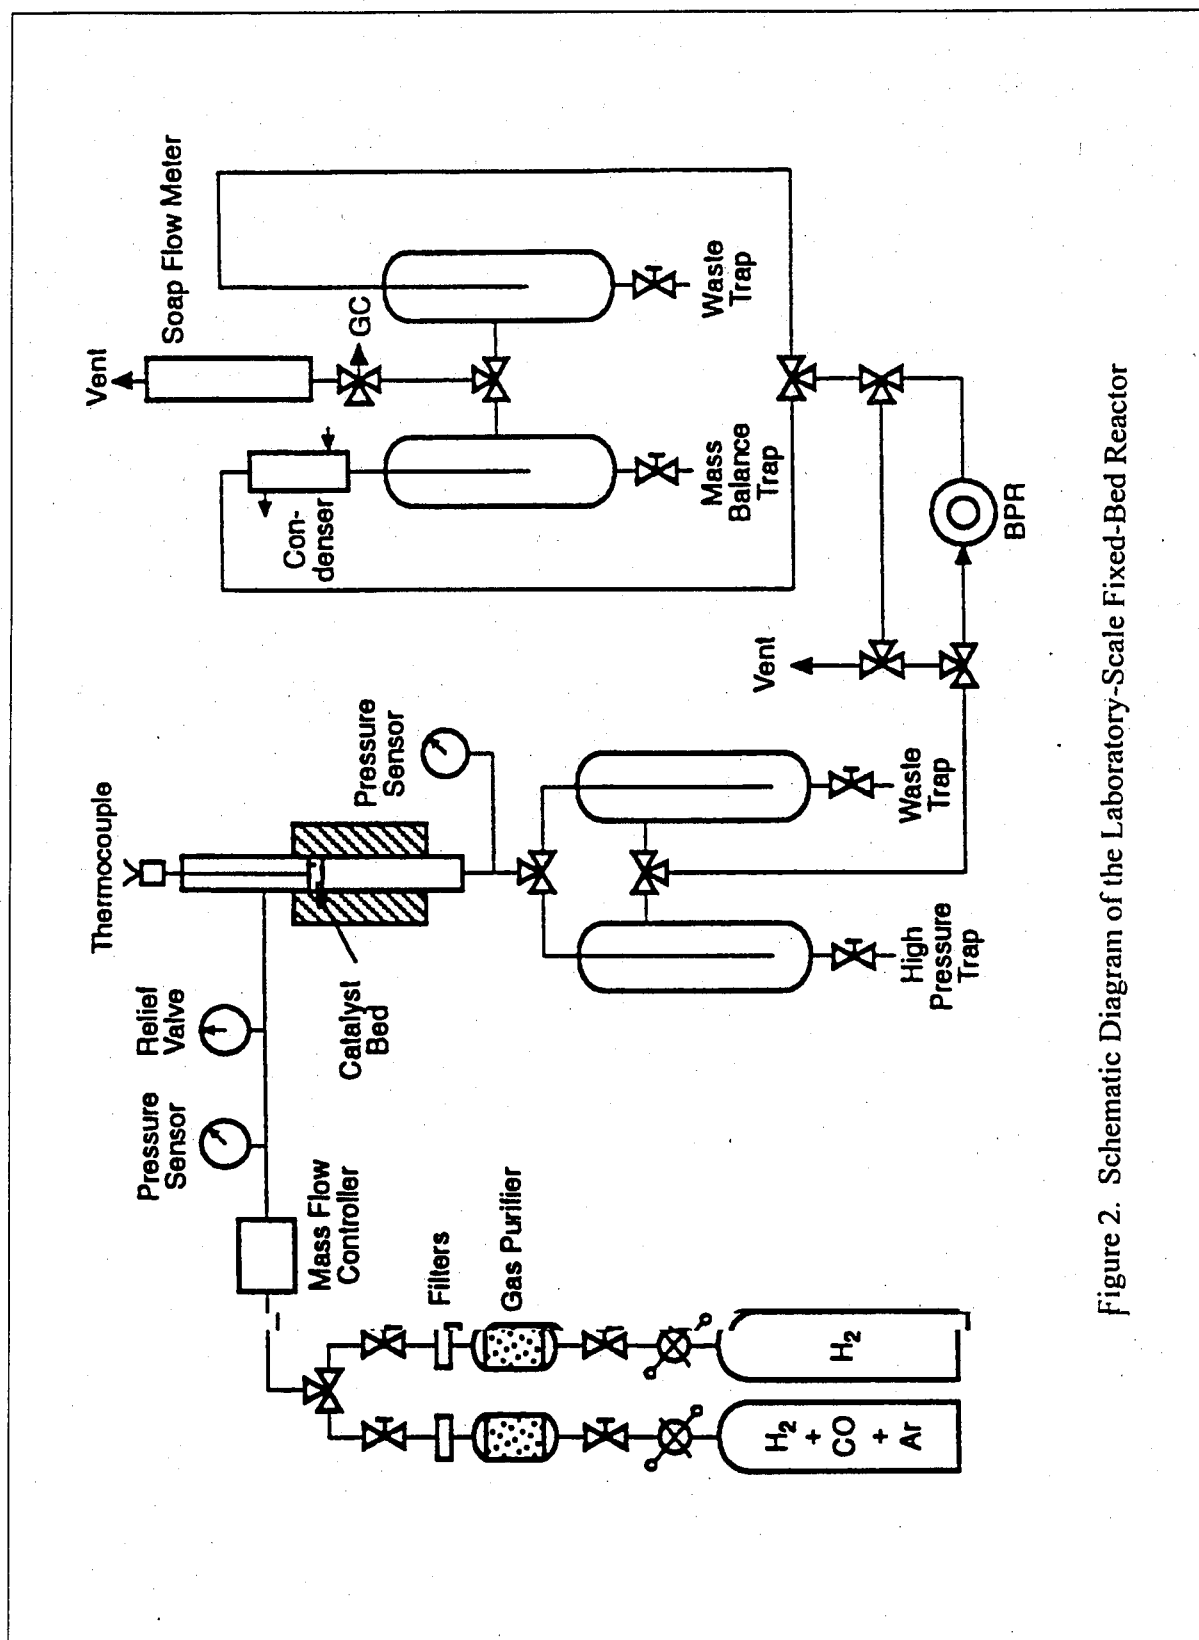 Thermocouple
Pressure
Sensor
Relief
Valve
Mass Flow
Controller
Catalyst
Bed
Pressure
Sensor
Filters
Gas Purifier
H2
+
CO
+
Ar
H2
High
Pressure
Trap
Waste
Trap
Vent
BPR
Con-
denser
Mass
Balance
Trap
Vent
Soap Flow Meter
GC
Waste
Trap
Figure 2. Schematic Diagram of the Laboratory-Scale Fixed-Bed Reactor